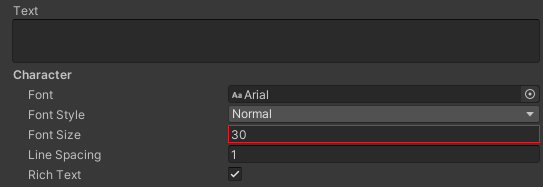 Text
Character
Font Aa Arial
Font Style Normal
Font Size 30
Line Spacing 1
Rich Text